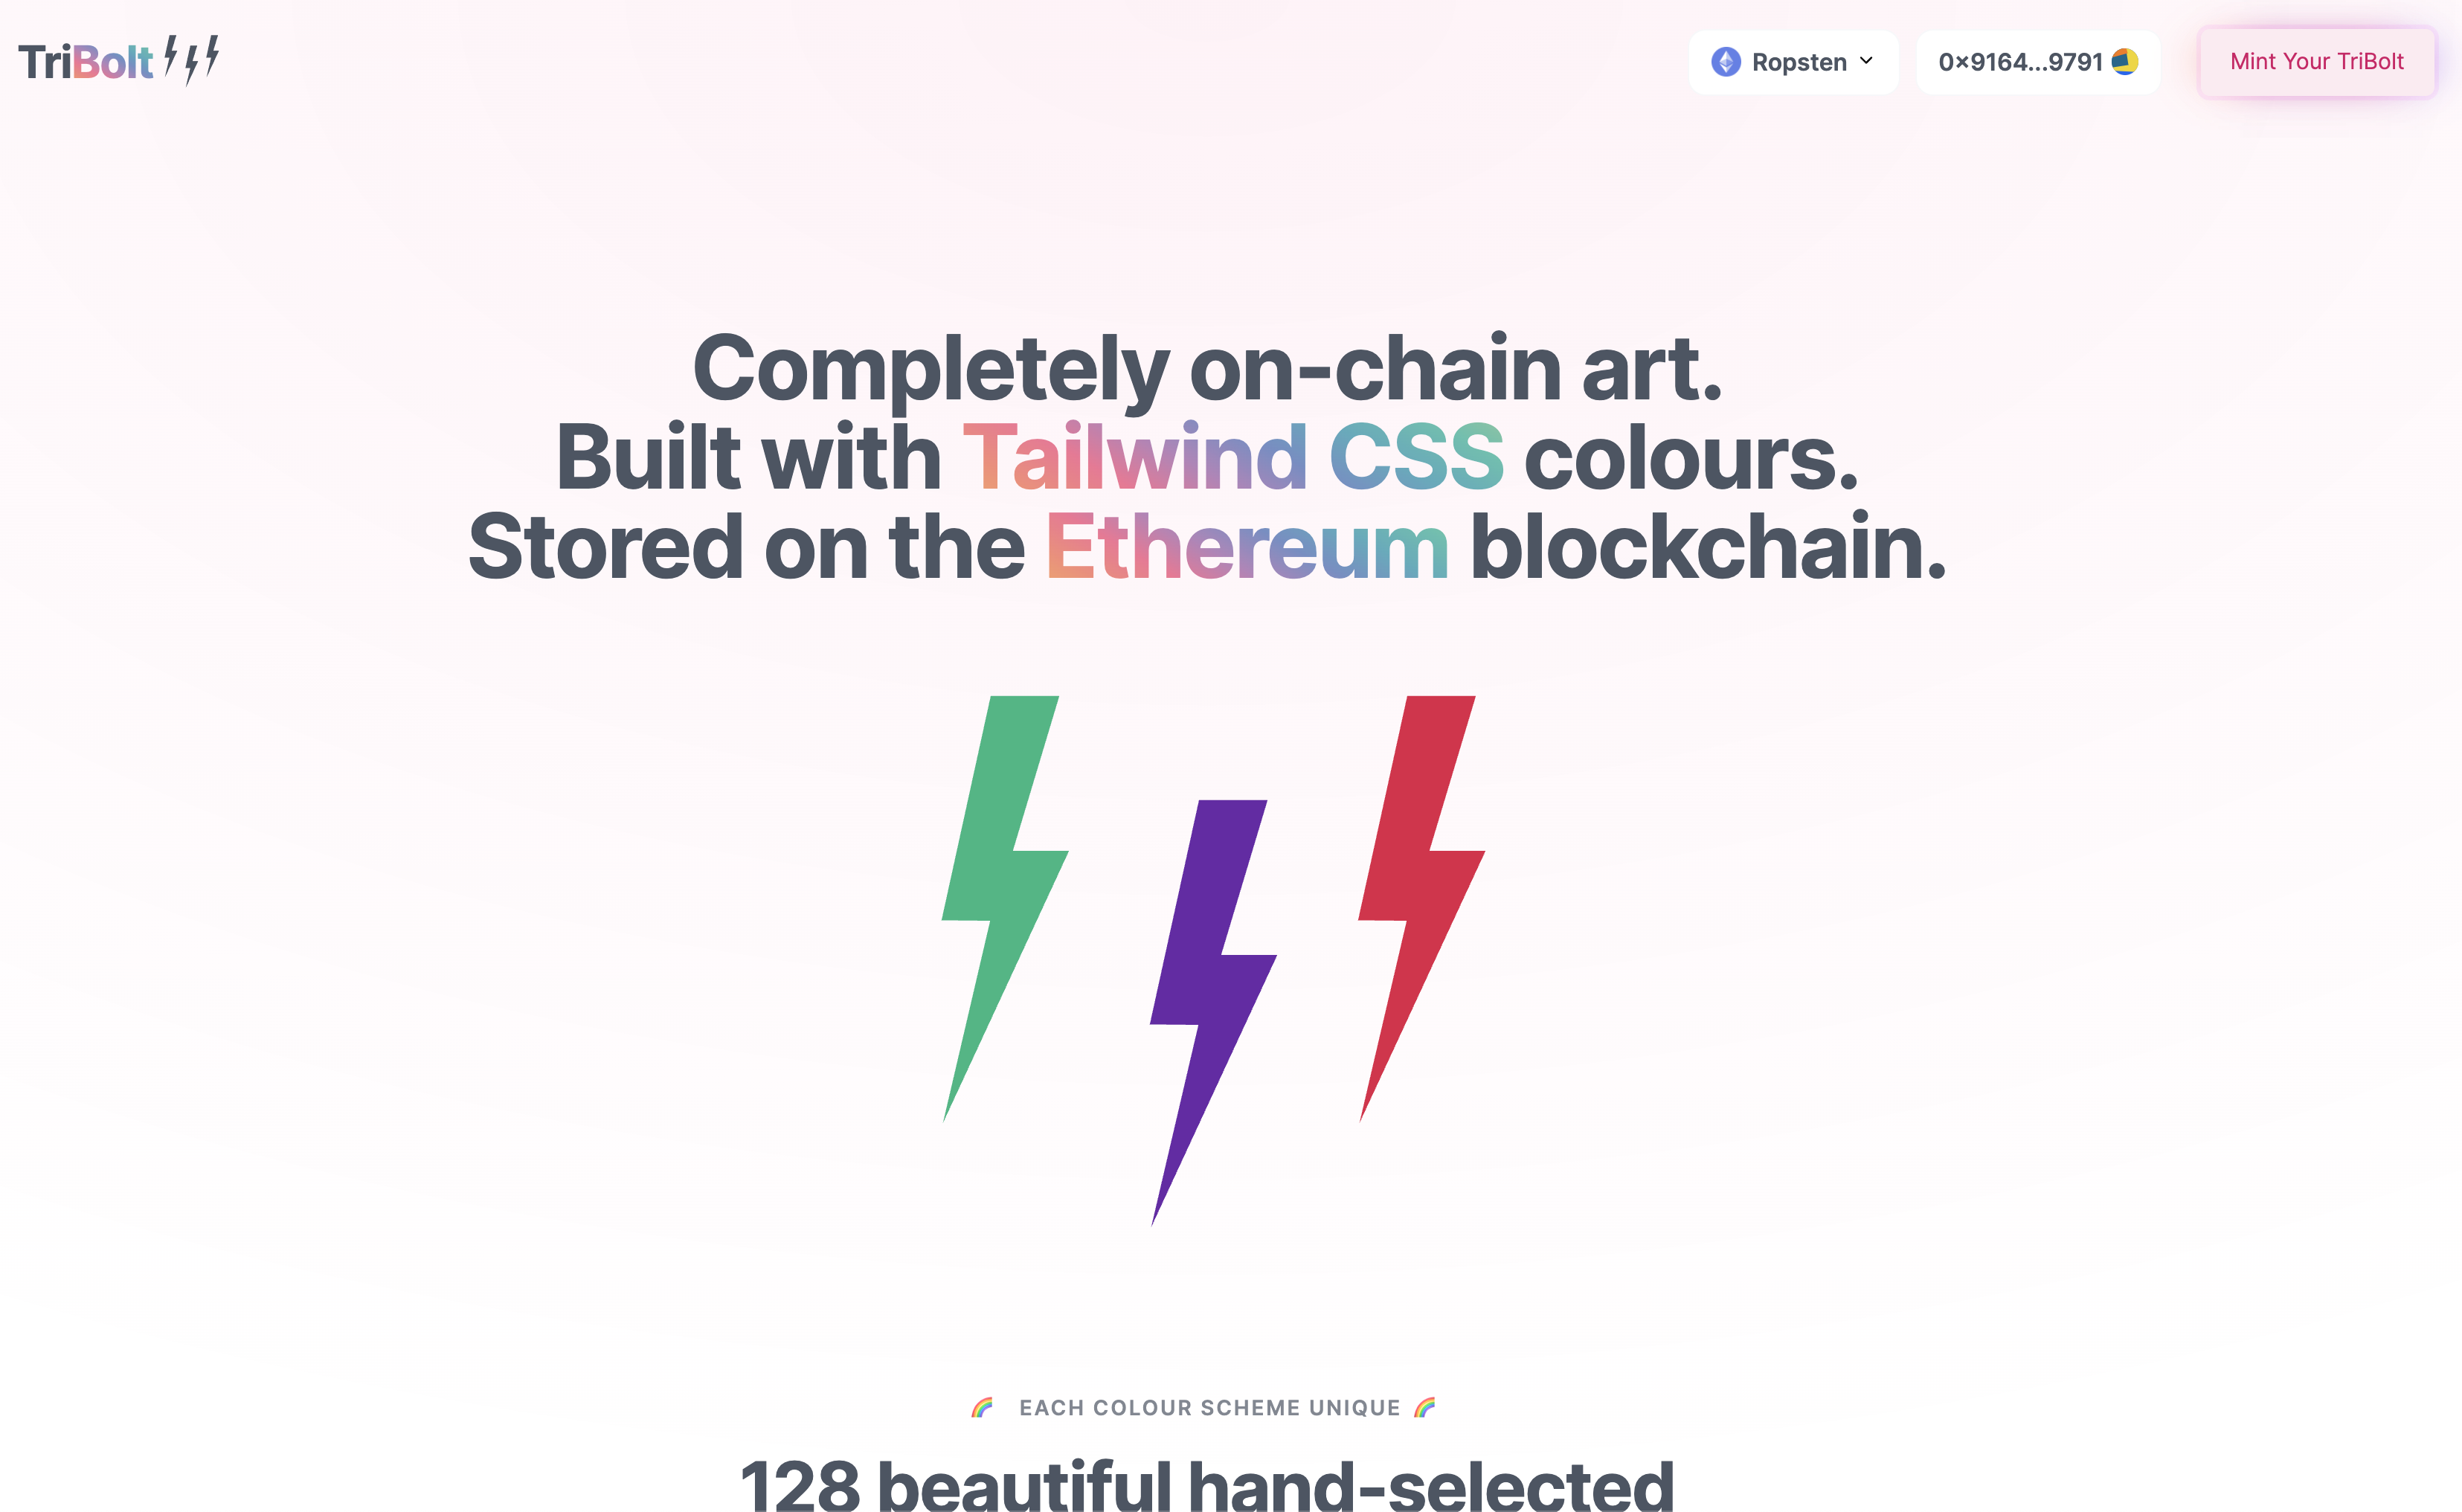 TriBolt
Ropsten
0×9164...9791
Mint Your TriBolt
Completely on-chain art.
Built with Tailwind CSS colours.
Stored on the Ethereum blockchain.
🌈 EACH COLOUR SCHEME UNIQUE 🌈
128 beautiful hand-selected